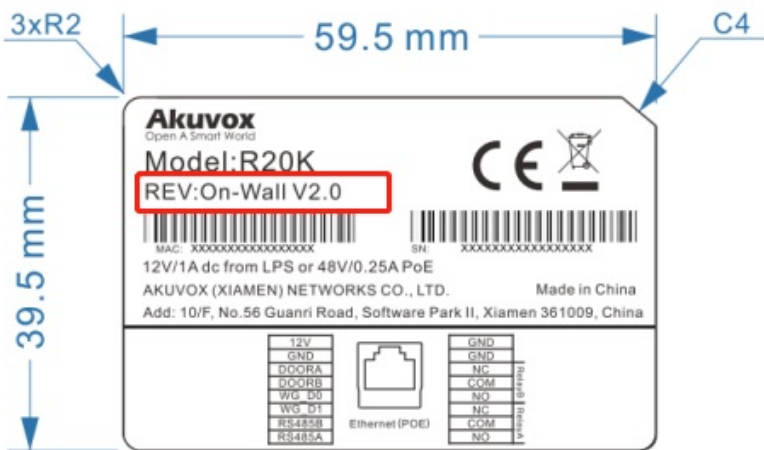 3xR2
59.5 mm
C4
39.5 mm
Akuvox
Open A Smart World
Model:R20K
REV:On-Wall V2.0
MAC: XXXXXXXXXXXXXXXXX
SN: XXXXXXXXXXXXXXXXX
12V/1A dc from LPS or 48V/0.25A PoE
AKUVOX (XIAMEN) NETWORKS CO., LTD. Made in China
Add: 10/F, No.56 Guanri Road, Software Park II, Xiamen 361009, China
12V
GND
DOORA
DOORB
WG_D0
WG_D1
RS485B
RS485A
Ethernet(POE)
GND
GND
NC
COM
NO
NC
COM
NO
RelayB
RelayA